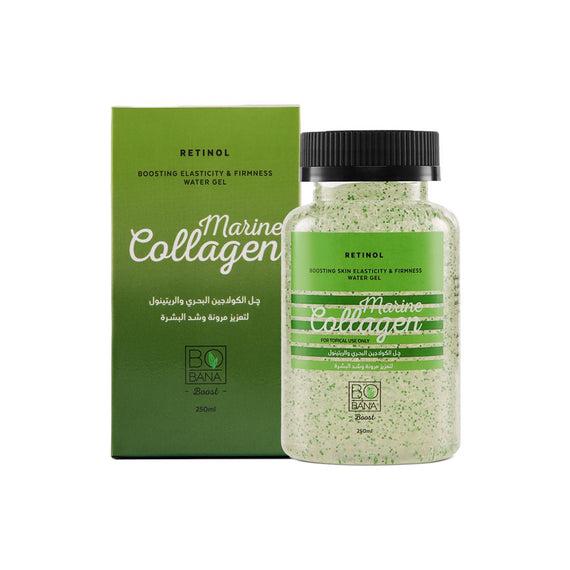 RETINOL
BOOSTING ELASTICITY & FIRMNESS
WATER GEL
Marine
Collagen
چـل الكولاجين البحري والريتينول
لتعزيز مرونة وشد البشرة
BO
BANA
- Boost -
250ml
RETINOL
BOOSTING SKIN ELASTICITY & FIRMNESS
WATER GEL
Marine
Collagen
FOR TOPICAL USE ONLY
چـل الكولاجين البحري والريتينول
لتعزيز مرونة وشد البشرة
BO
BANA
- Boost -
250ml